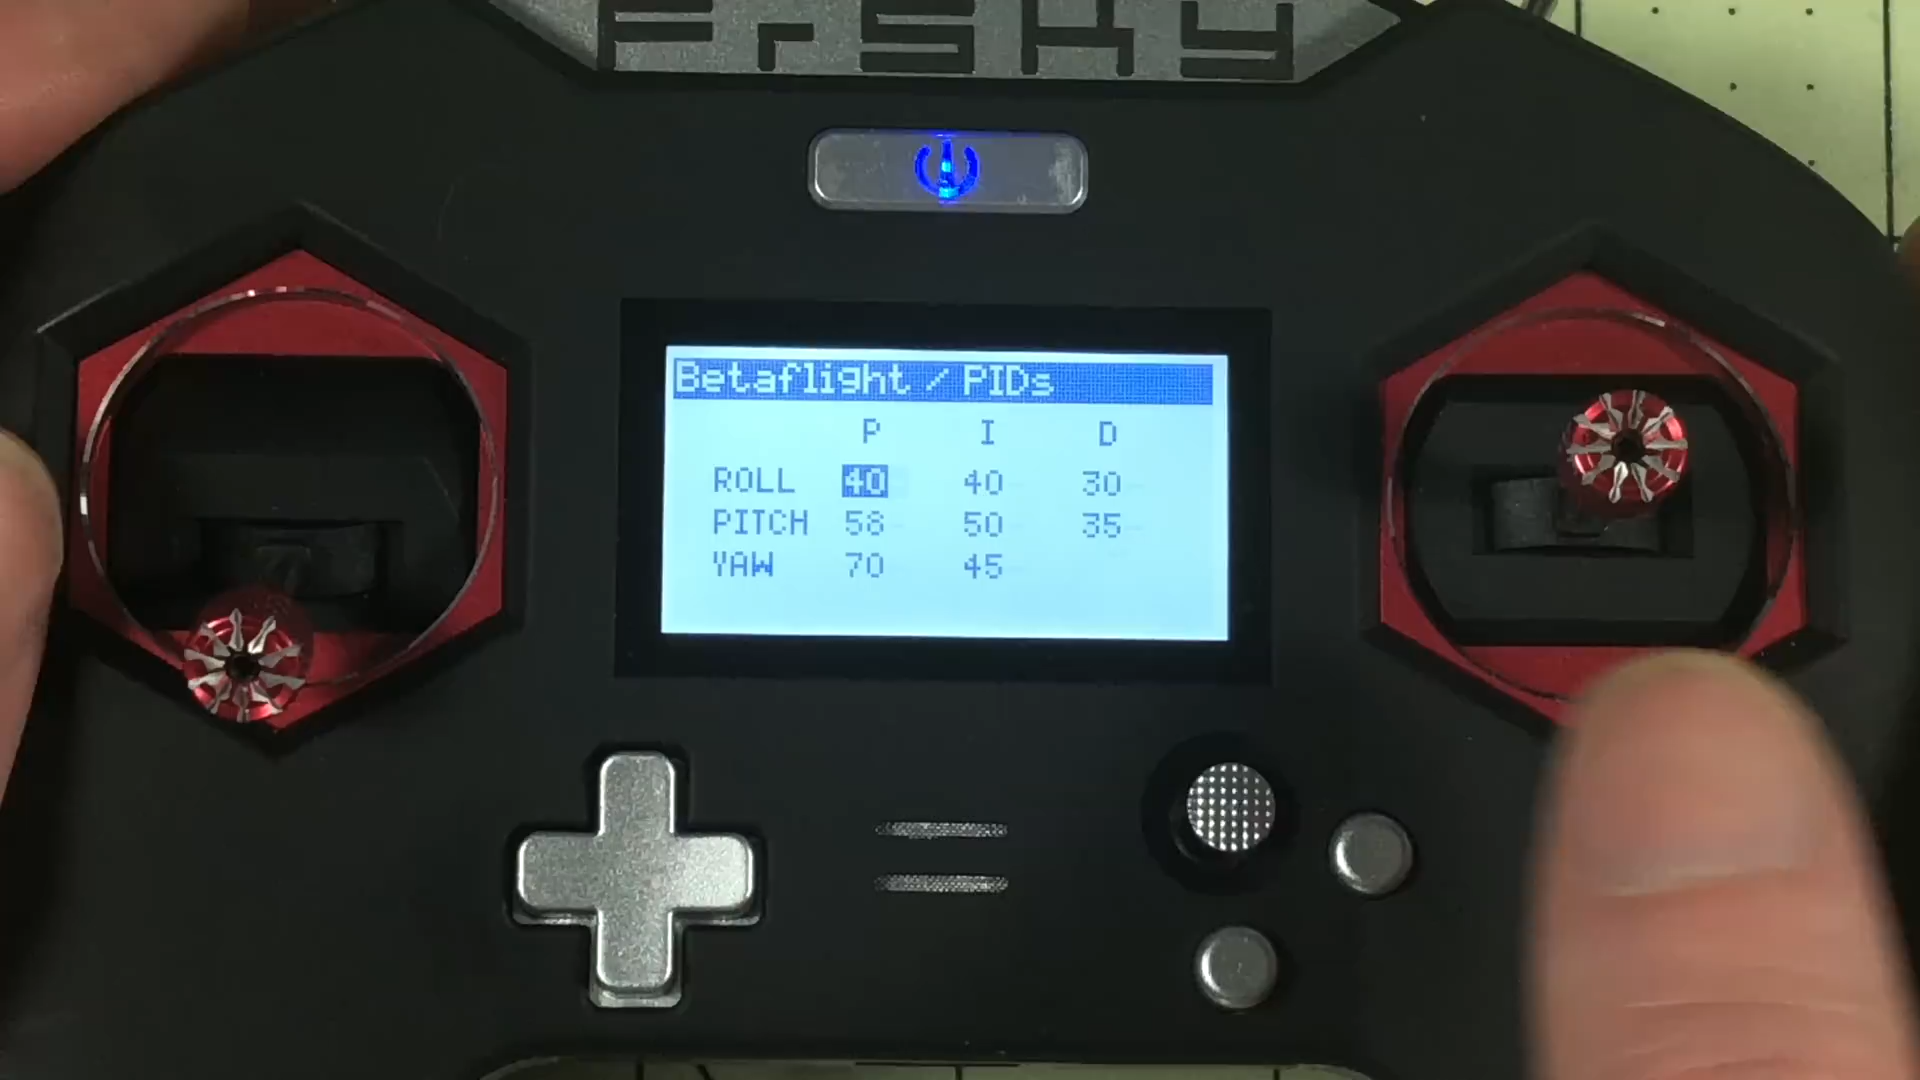 FrSky
Betaflight / PIDs
P I D
ROLL 40 40 30
PITCH 58 50 35
YAW 70 45